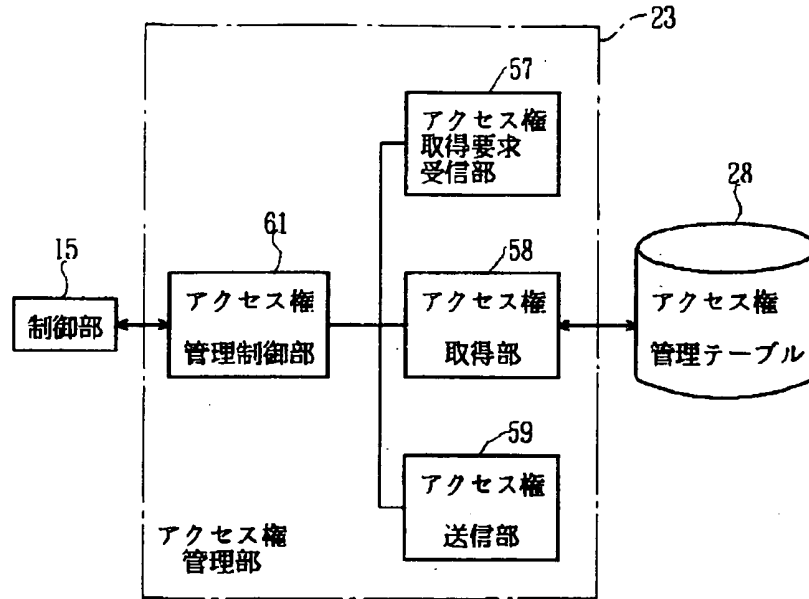 23
57
アクセス権
取得要求
受信部
28
15
61
58
制御部
アクセス権
管理制御部
アクセス権
取得部
アクセス権
管理テーブル
59
アクセス権
送信部
アクセス権
管理部